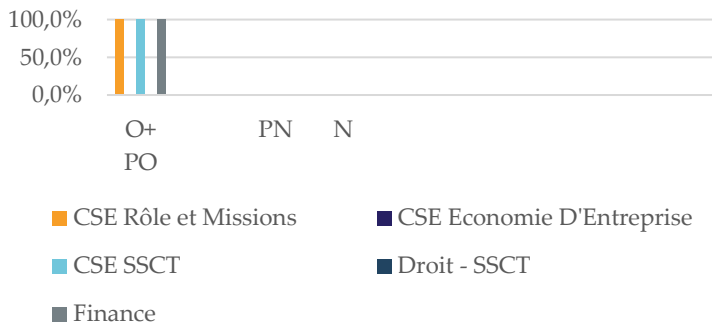 100,0%
50,0%
0,0%
O+ PN N
PO
CSE Rôle et Missions CSE Economie D'Entreprise
CSE SSCT Droit - SSCT
Finance